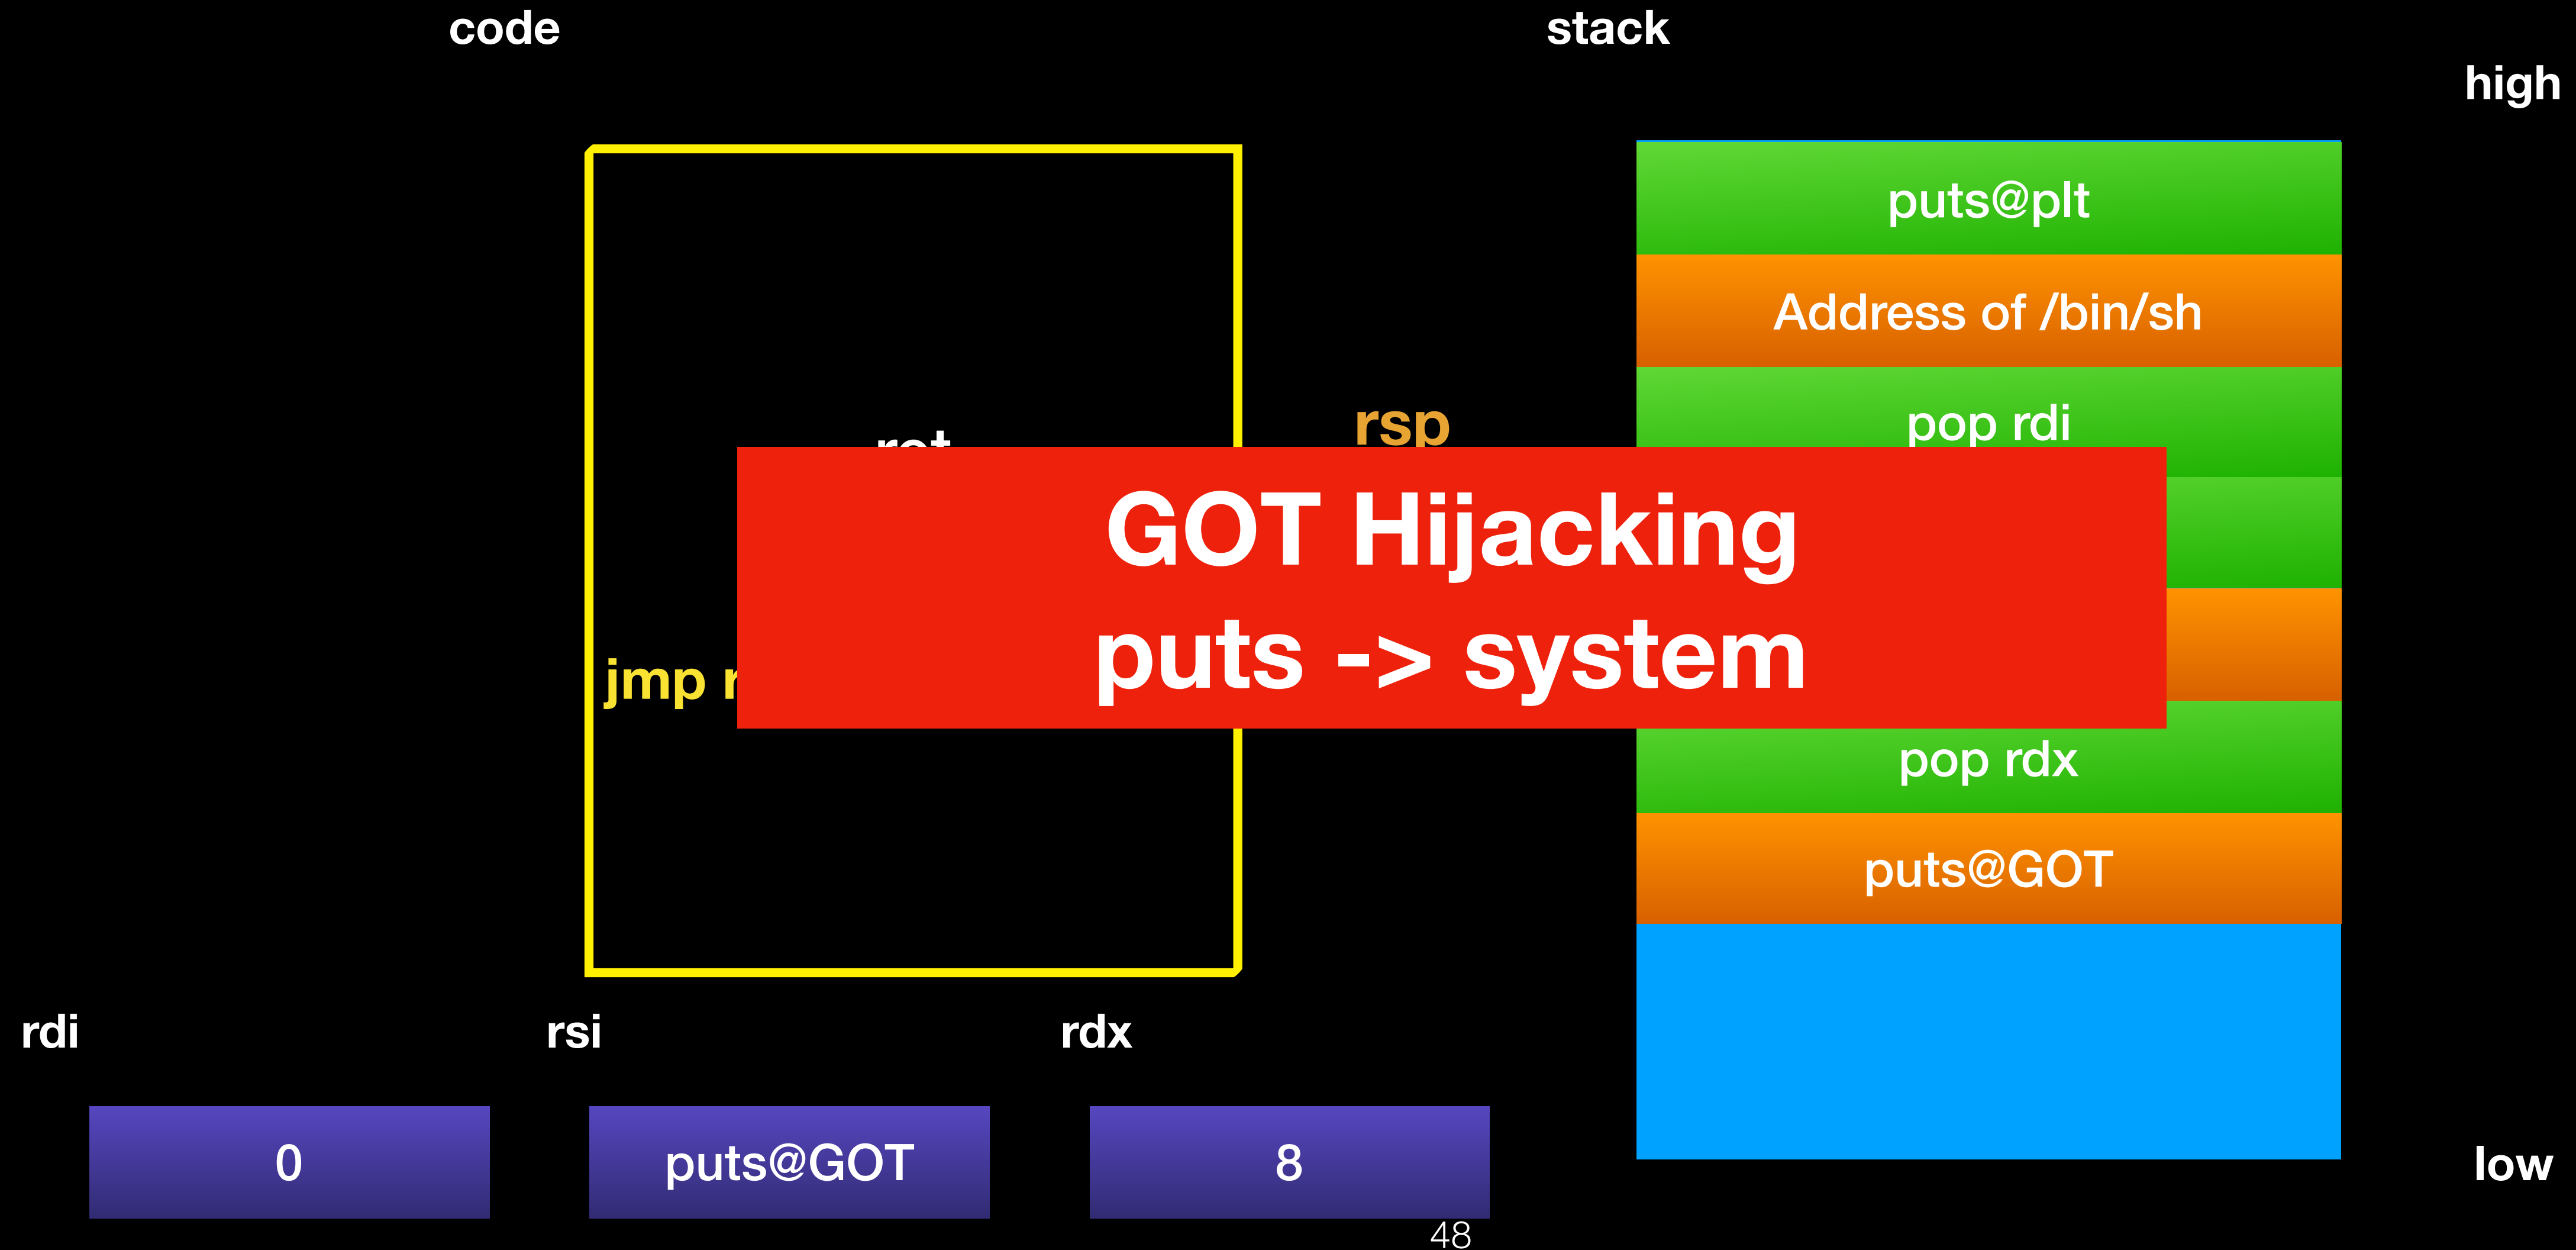 code
stack
high
puts@plt
Address of /bin/sh
rsp
pop rdi
GOT Hijacking
puts -> system
jmp
pop rdx
puts@GOT
rdi
rsi
rdx
0
puts@GOT
8
low
48